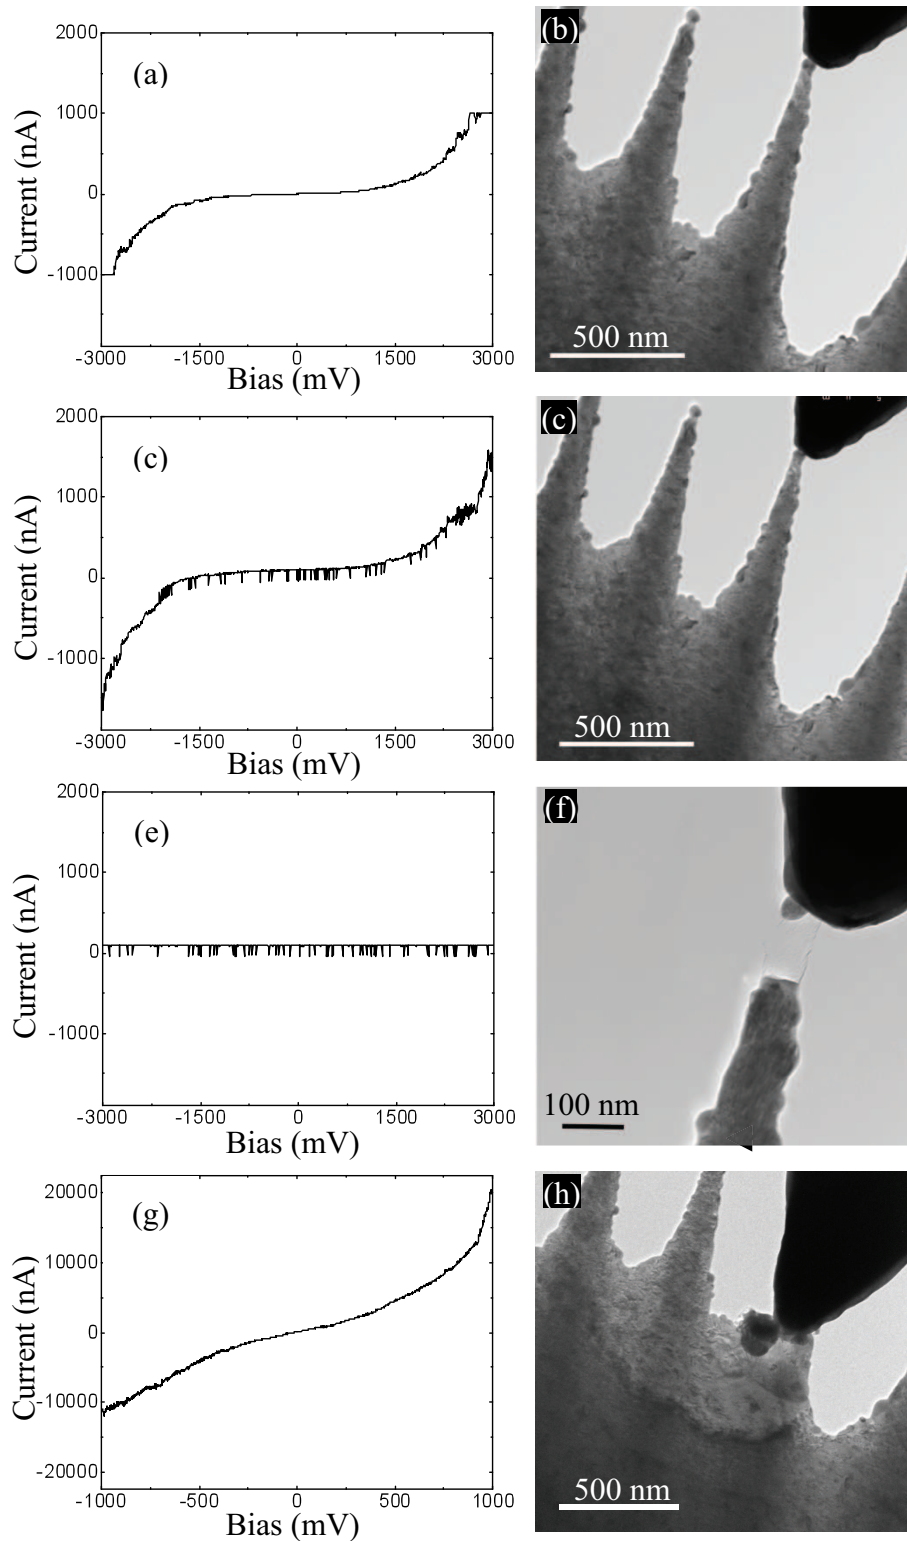 2000
(a)
1000
0
-1000
Current (nA)
-3000 -1500 0 1500 3000
Bias (mV)
(b)
500 nm
2000
(c)
1000
0
-1000
Current (nA)
-3000 -1500 0 1500 3000
Bias (mV)
(c)
500 nm
2000
(e)
1000
0
-1000
Current (nA)
-3000 -1500 0 1500 3000
Bias (mV)
(f)
100 nm
20000
(g)
10000
0
-10000
-20000
Current (nA)
-1000 -500 0 500 1000
Bias (mV)
(h)
500 nm